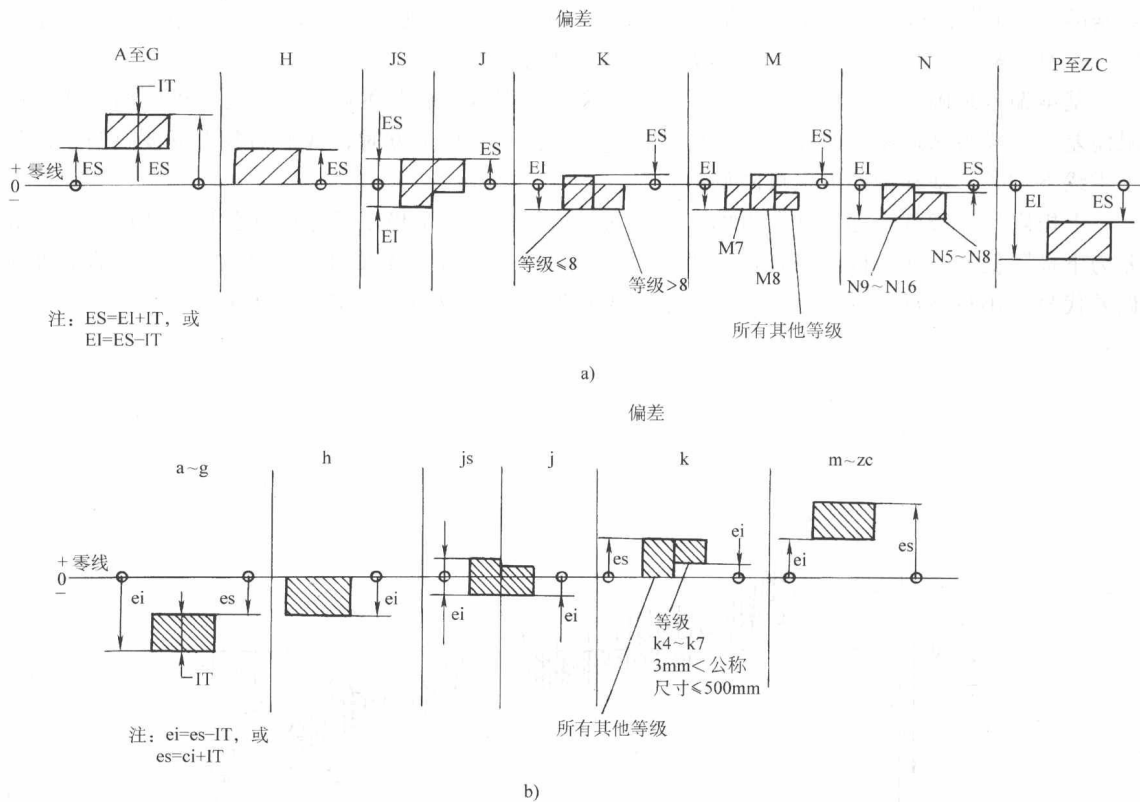 偏差
A至G H JS J K M N P至ZC
IT
ES ES ES ES
+ 零线 ES ES ES EI EI EI ES EI ES
0
−
EI
等级≤8 等级>8 M7 M8 N9~N16 N5~N8
所有其他等级
注：ES=EI+IT，或
EI=ES−IT
a)
偏差
a~g h js j k m~zc
+ 零线
0
−
ei es ei ei ei es ei ei es
IT
等级
k4~k7
3mm<公称
尺寸≤500mm
所有其他等级
注：ei=es−IT，或
es=ci+IT
b)